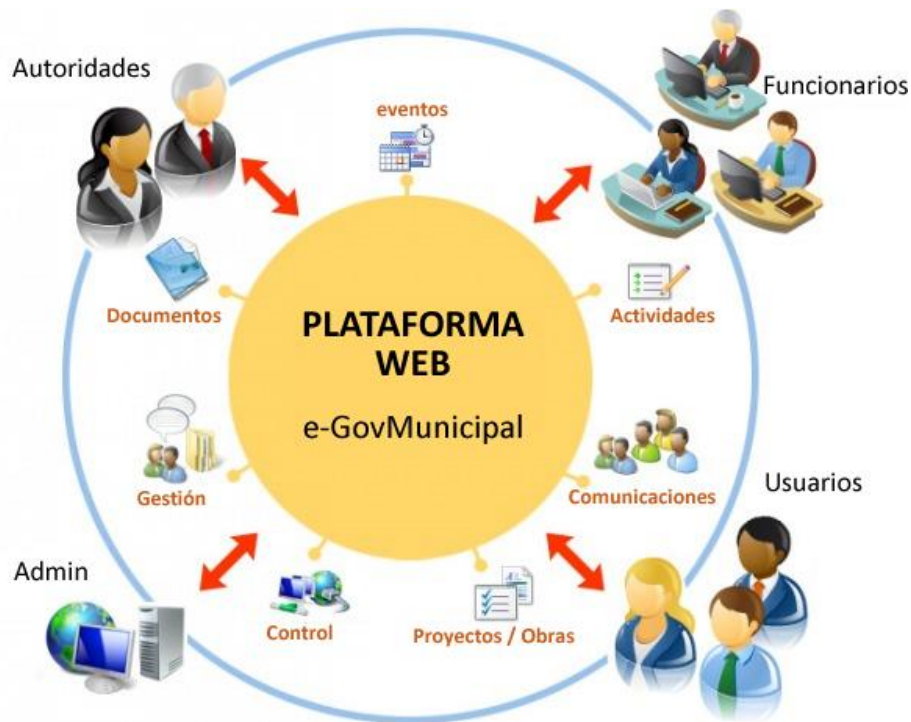 Autoridades
Funcionarios
eventos
Documentos
Actividades
PLATAFORMA
WEB
e-GovMunicipal
Gestión
Comunicaciones
Usuarios
Admin
Control
Proyectos / Obras